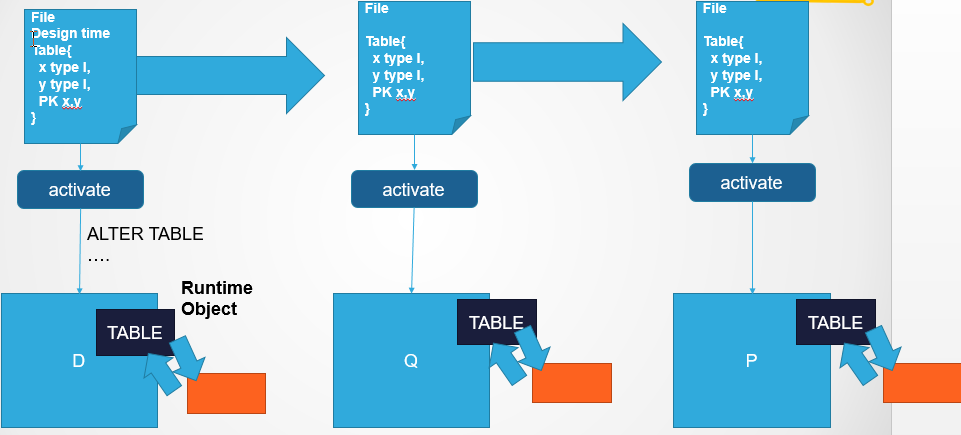 File
Design time
Table{
x type I,
y type I,
PK x,y
}
File
Table{
x type I,
y type I,
PK x,y
}
File
Table{
x type I,
y type I,
PK x,y
}
activate
activate
activate
ALTER TABLE
....
Runtime
Object
TABLE
D
TABLE
Q
TABLE
P